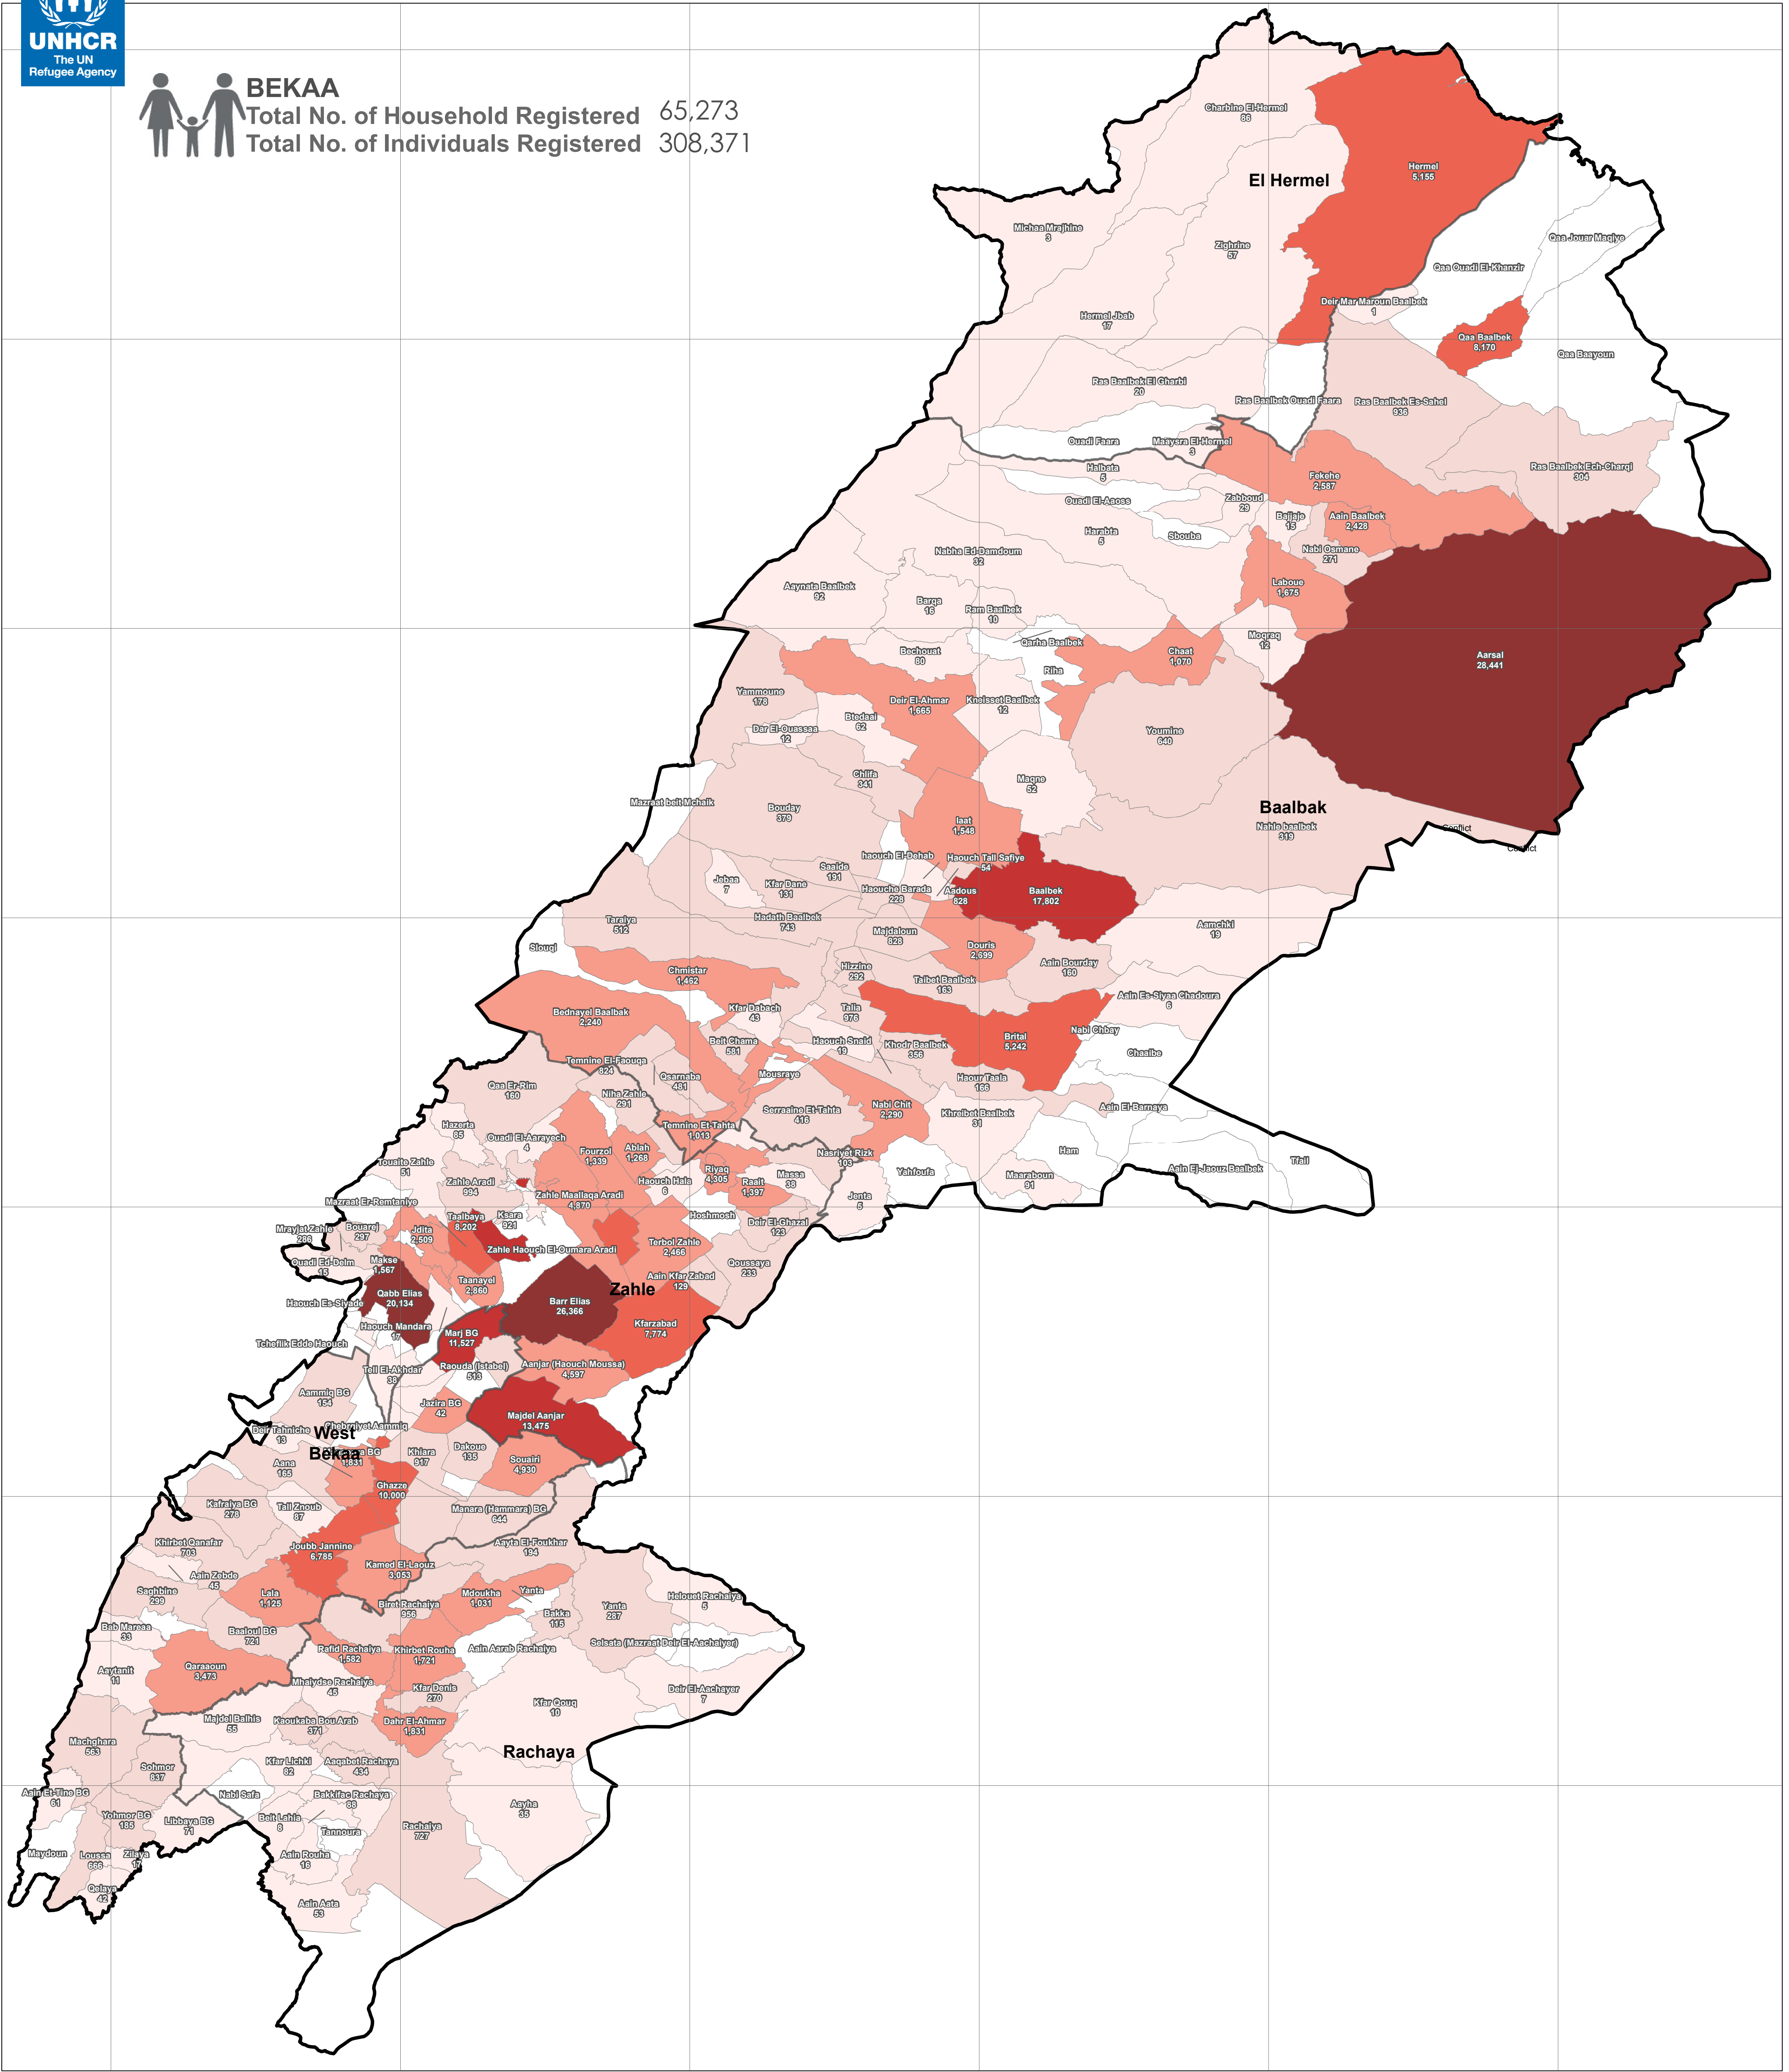 UNHCR
The UN
Refugee Agency
BEKAA
Total No. of Household Registered 65,273
Total No. of Individuals Registered 308,371
Charbine El-Hermel
86
Hermel
5,155
El Hermel
Michaa Mrajhine
3
Zighrine
57
Qaa Jouar Maqiye
Qaa Ouadi El-Khanzir
Deir Mar Maroun Baalbek
1
Hermel Jbab
17
Qaa Baalbek
8,170
Qaa Baayoun
Ras Baalbek El Gharbi
20
Ras Baalbek Ouadi Faara
Ras Baalbek Es-Sahel
936
Ouadi Faara
Maaysra El-Hermel
3
Halbata
5
Fekehe
2,587
Ras Baalbek Ech-Charqi
304
Ouadi El-Aaoss
Zabboud
29
Bajjaje
15
Aain Baalbek
2,428
Harabta
5
Sbouba
Nabi Osmane
271
Nabha Ed-Damdoum
32
Aaynata Baalbek
92
Laboue
1,675
Barqa
16
Ram Baalbek
10
Moqraq
12
Qarha Baalbek
Bechouat
80
Chaat
1,070
Aarsal
28,441
Riha
Yammoune
178
Deir El-Ahmar
1,665
Kneisset Baalbek
12
Btedaai
62
Dar El-Ouassaa
12
Youmine
640
Chlifa
341
Maqne
52
Mazraat beit Mchaik
Bouday
379
Baalbak
Nahle baalbek
319
Conflict
Iaat
1,548
haouch El-Dehab
Haouch Tall Safiye
54
Saaide
191
Jebaa
7
Kfar Dane
131
Haouche Barada
228
Aadous
828
Baalbek
17,802
Taraiya
512
Hadath Baalbek
743
Majdaloun
828
Aamchki
19
Slouqi
Douris
2,699
Aain Bourday
160
Chmistar
1,462
Hizzine
292
Taibet Baalbek
163
Aain Es-Siyaa Chadoura
6
Bednayel Baalbak
2,240
Kfar Dabach
43
Talia
976
Brital
5,242
Nabi Chbay
Beit Chama
581
Haouch Snaid
19
Khodr Baalbek
356
Chaaibe
Temnine El-Faouqa
824
Qsarnaba
481
Mousraye
Haour Taala
166
Qaa Er-Rim
160
Niha Zahle
291
Serraaine Et-Tahta
416
Nabi Chit
2,290
Khreibet Baalbek
31
Aain El-Barnaya
Hazerta
85
Temnine Et-Tahta
1,013
Ouadi El-Aarayech
4
Fourzol
1,339
Ablah
1,268
Nasriyet Rizk
103
Ham
Tfail
Touaite Zahle
51
Riyaq
4,305
Massa
38
Yahfoufa
Aain Ej-Jaouz Baalbek
Zahle Aradi
994
Haouch Hala
6
Raait
1,397
Maaraboun
91
Zahle Maallaqa Aradi
4,870
Jenta
5
Mazraat Er-Remtaniye
Taalbaya
8,202
Ksara
921
Hoshmosh
Deir El-Ghazal
123
Mrayjat Zahle
286
Bouarej
297
Jdita
2,509
Zahle Haouch El-Oumara Aradi
Terbol Zahle
2,466
Ouadi Ed-Delm
15
Makse
1,567
Qoussaya
233
Taanayel
2,860
Aain Kfar Zabad
129
Zahle
Haouch Es-Siyade
Qabb Elias
20,134
Barr Elias
26,366
Haouch Mandara
17
Kfarzabad
7,774
Tcheflik Edde Haouch
Marj BG
11,527
Raouda (Istabel)
513
Aanjar (Haouch Moussa)
4,597
Tell El-Akhdar
38
Aammiq BG
154
Jazira BG
42
Majdel Aanjar
13,475
Deir Tahniche
13
West
Bekaa
1,831
Aana
165
Khiara
917
Dakoue
135
Souairi
4,930
Ghazze
10,000
Kafraiya BG
278
Tall Znoub
87
Manara (Hammara) BG
644
Khirbet Qanafar
703
Joubb Jannine
6,785
Aayta El-Foukhar
194
Aain Zebde
45
Kamed El-Laouz
3,053
Saghbine
299
Lala
1,125
Mdoukha
1,031
Yanta
Helouet Rachaiya
5
Biret Rachaiya
956
Bakka
115
Yanta
287
Bab Mareaa
33
Baaloul BG
721
Aain Aarab Rachaiya
Selsata (Mazraat Deir El-Aachaiyer)
Rafid Rachaiya
1,582
Khirbet Rouha
1,721
Aaytanit
11
Qaraaoun
3,473
Mhaiydse Rachaiya
45
Kfar Denis
270
Deir El-Aachayer
7
Kfar Qouq
10
Majdel Balhis
55
Kaoukaba Bou Arab
371
Dahr El-Ahmar
1,831
Machghara
563
Rachaya
Sohmor
837
Kfar Lichki
82
Aaqabet Rachaya
434
Aain Et-Tine BG
61
Nabi Safa
Bakkifac Rachaya
88
Aayha
35
Yohmor BG
185
Libbaya BG
71
Beit Lahia
8
Rachaiya
727
Tannoura
Maydoun
Loussa
666
Zilaya
17
Aain Rouha
16
Qelaya
42
Aain Aata
53